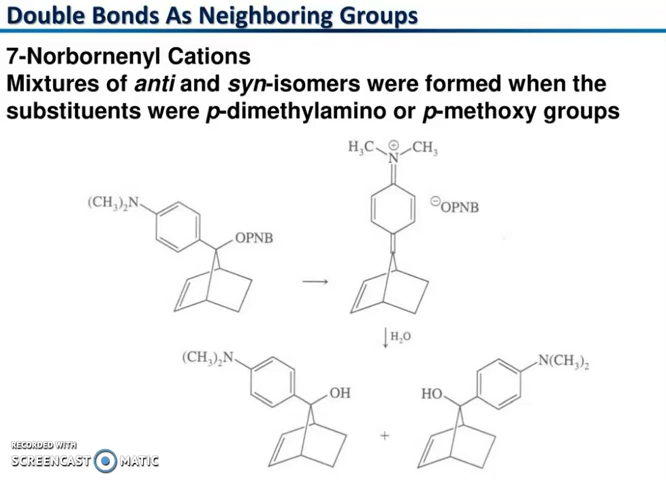 Double Bonds As Neighboring Groups
7-Norbornenyl Cations
Mixtures of anti and syn-isomers were formed when the
substituents were p-dimethylamino or p-methoxy groups
H₃C ⊕ CH₃
N
(CH₃)₂N
⊖OPNB
OPNB
H₂O
(CH₃)₂N
N(CH₃)₂
OH
HO
+
RECORDED WITH
SCREENCAST MATIC